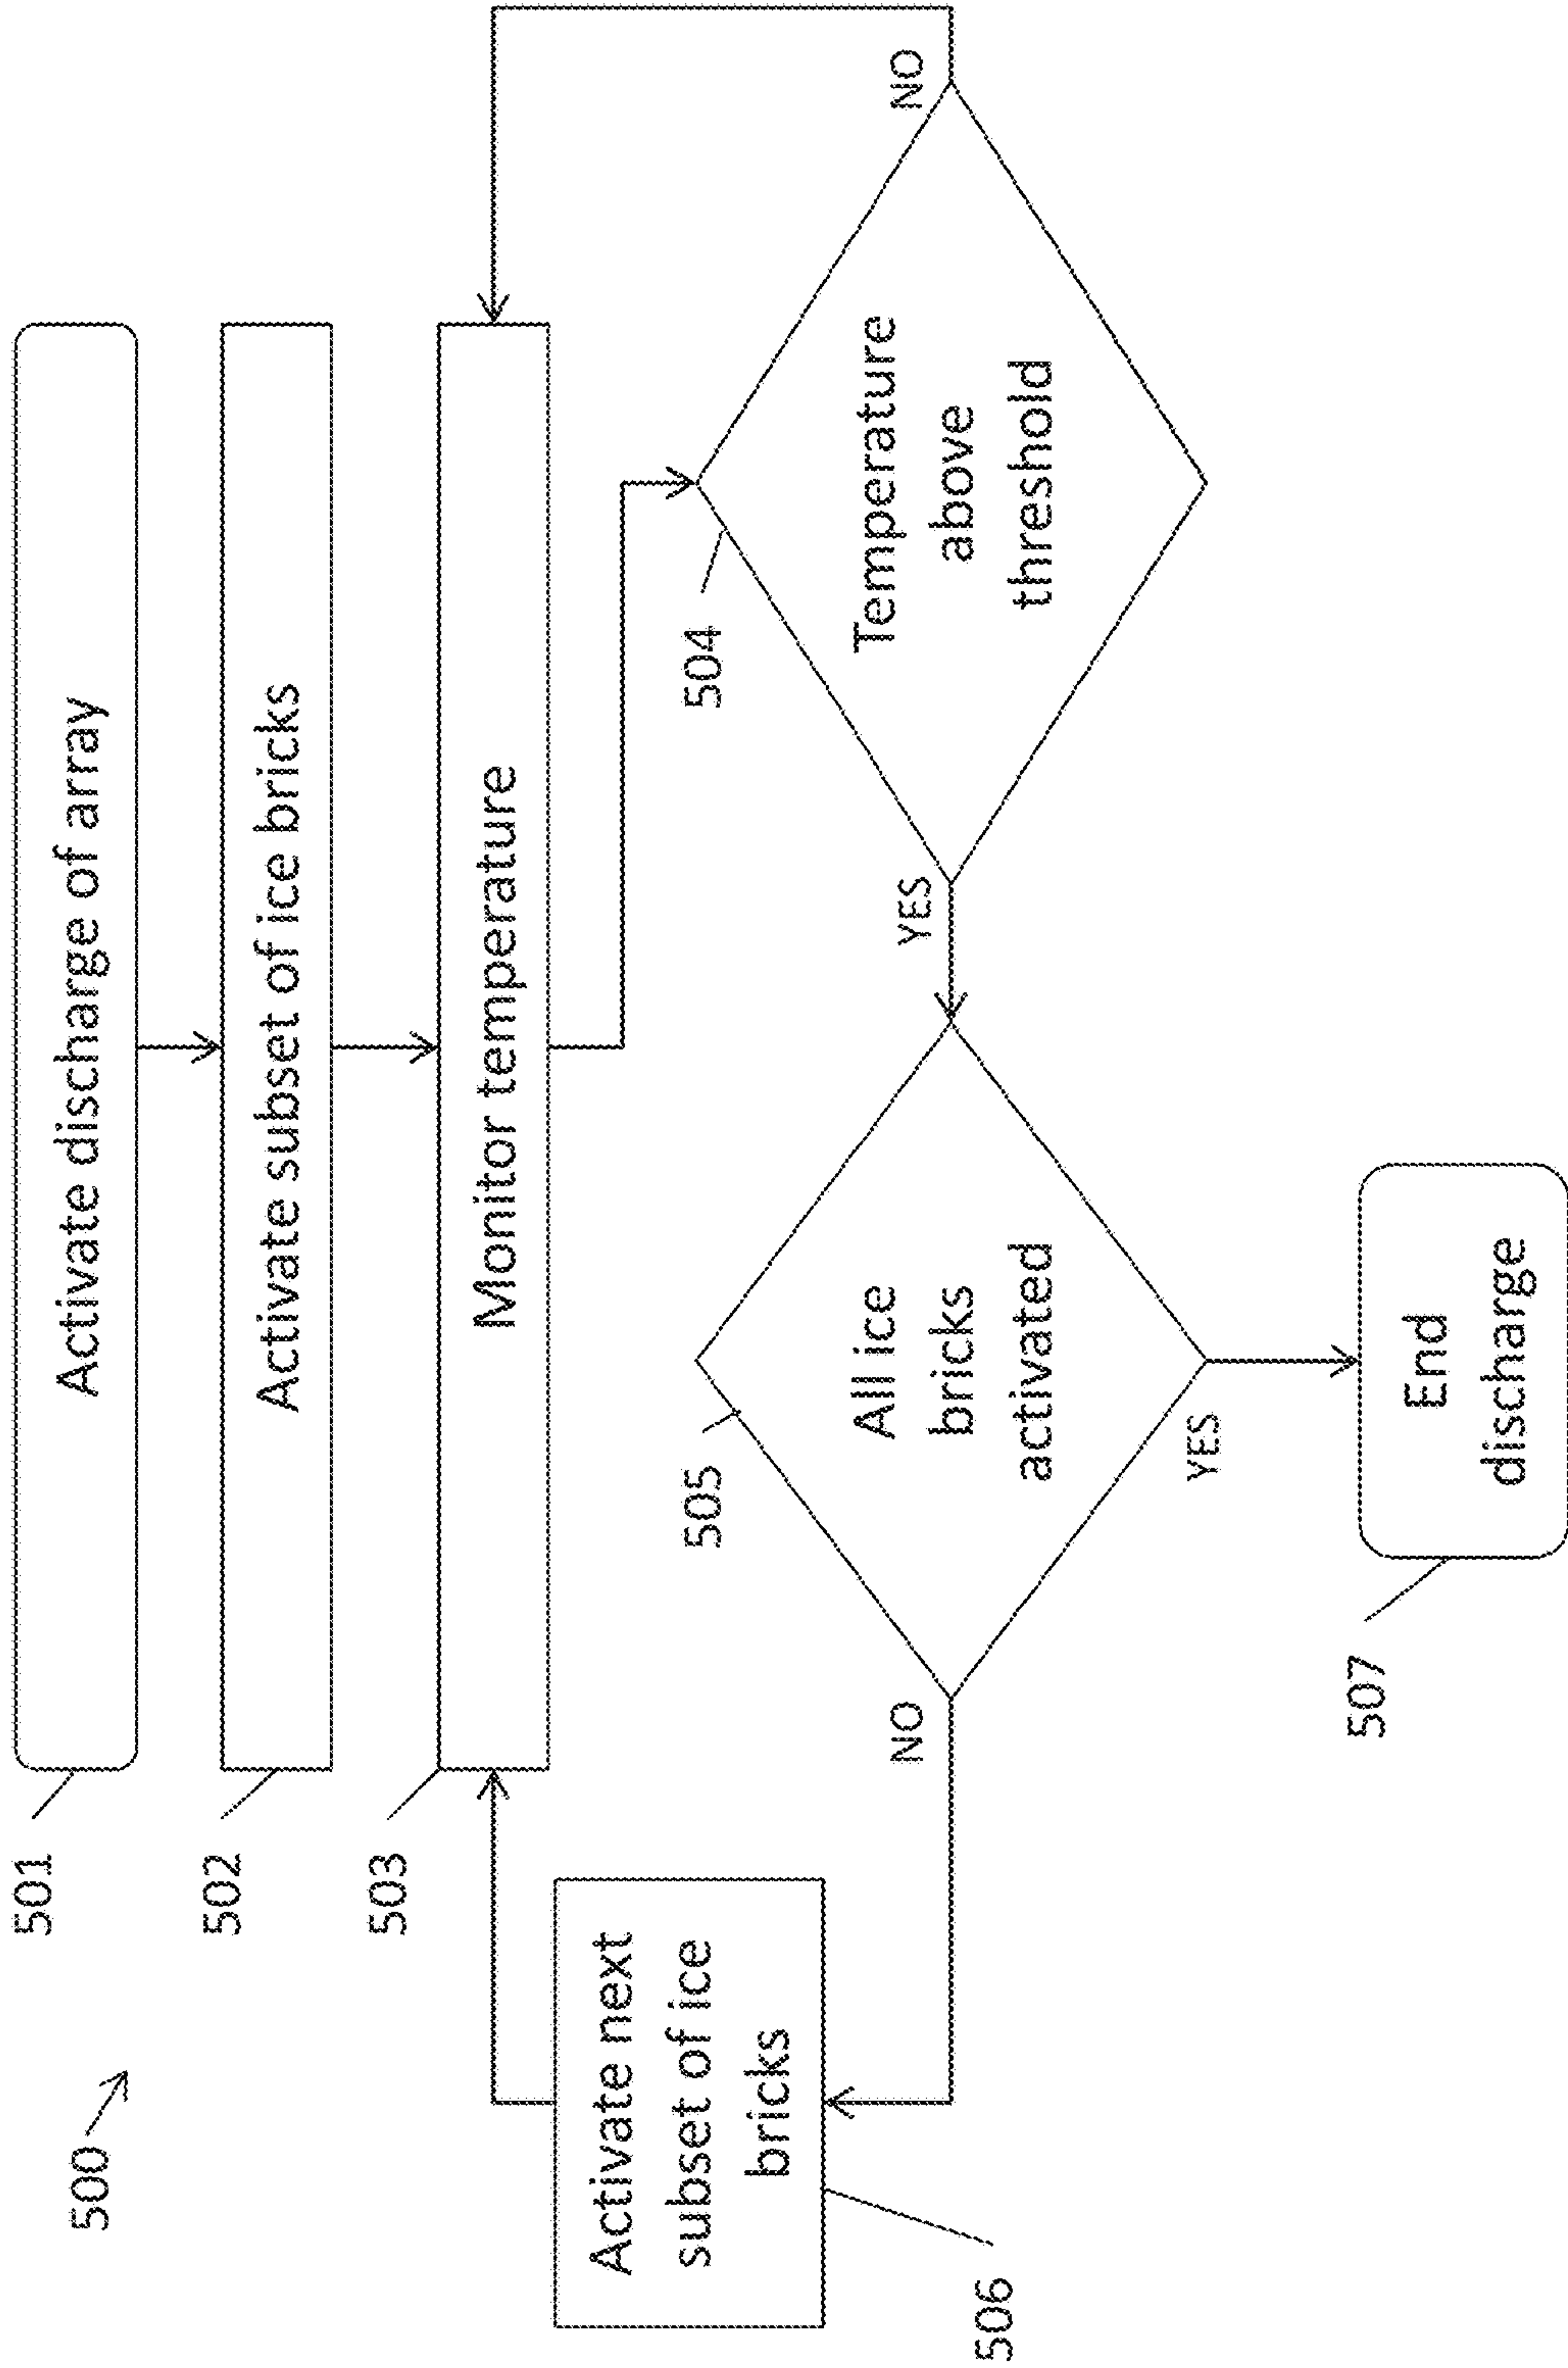 500
501
Activate discharge of array
502
Activate subset of ice bricks
503
Monitor temperature
504
Temperature
above
threshold
NO
YES
505
All ice
bricks
activated
NO
YES
Activate next
subset of ice
bricks
506
507
End
discharge